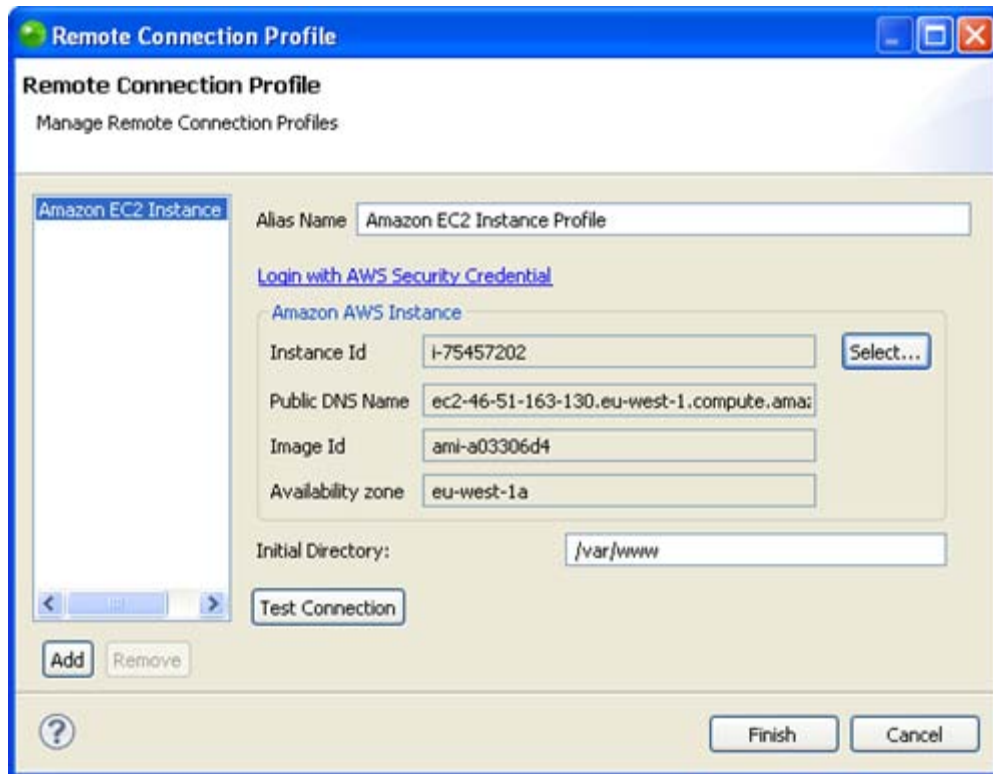 Remote Connection Profile
Remote Connection Profile
Manage Remote Connection Profiles
Amazon EC2 Instance
Alias Name Amazon EC2 Instance Profile
Login with AWS Security Credential
Amazon AWS Instance
Instance Id i-75457202 Select...
Public DNS Name ec2-46-51-163-130.eu-west-1.compute.ama
Image Id ami-a03306d4
Availability zone eu-west-1a
Initial Directory: /var/www
Test Connection
Add Remove
? Finish Cancel